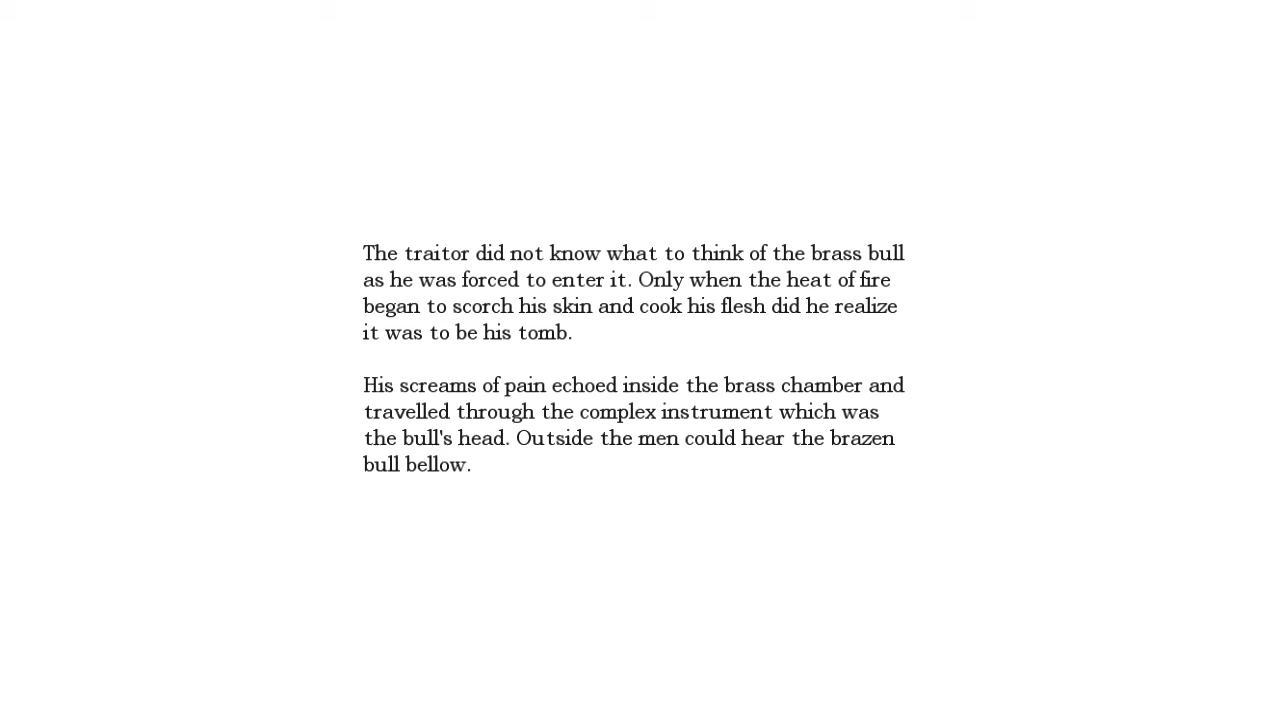 The traitor did not know what to think of the brass bull
as he was forced to enter it. Only when the heat of fire
began to scorch his skin and cook his flesh did he realize
it was to be his tomb.
His screams of pain echoed inside the brass chamber and
travelled through the complex instrument which was
the bull's head. Outside the men could hear the brazen
bull bellow.